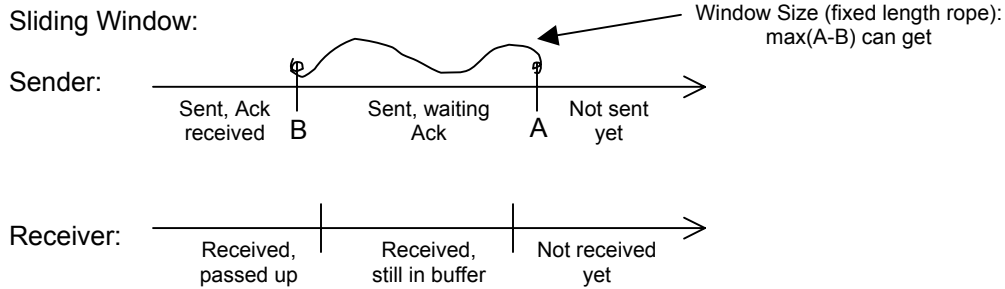 Sliding Window:
Window Size (fixed length rope):
max(A-B) can get
Sender:
Sent, Ack
received
B
Sent, waiting
Ack
A
Not sent
yet
Receiver:
Received,
passed up
Received,
still in buffer
Not received
yet